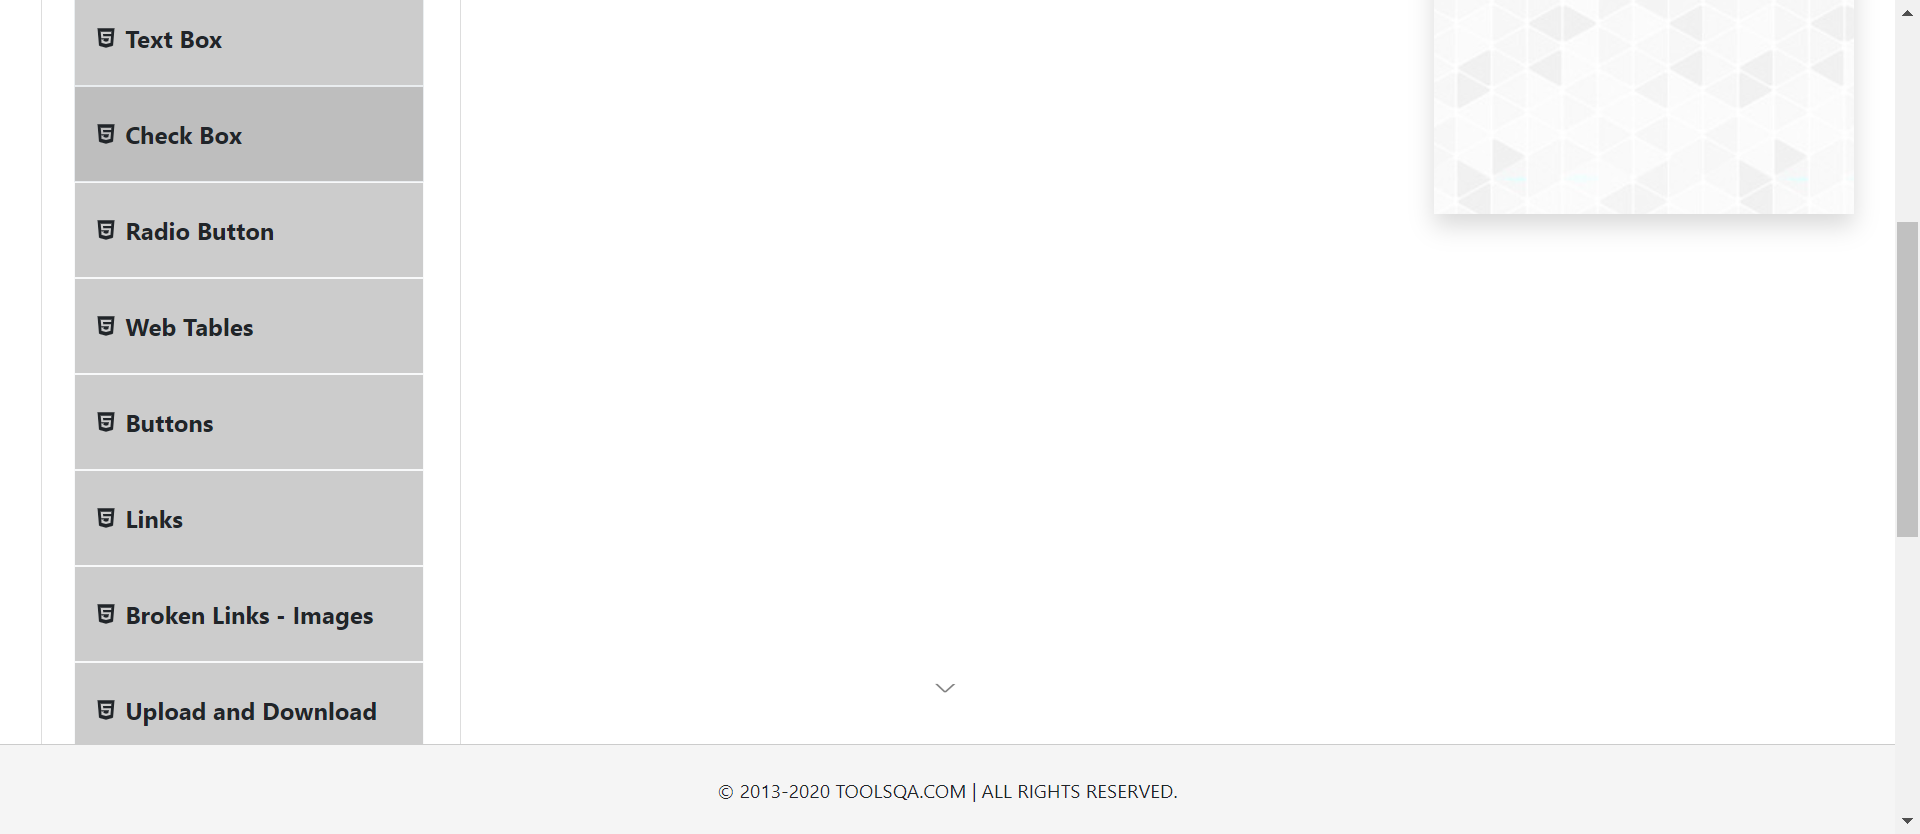 Text Box
Check Box
Radio Button
Web Tables
Buttons
Links
Broken Links - Images
Upload and Download
© 2013-2020 TOOLSQA.COM | ALL RIGHTS RESERVED.